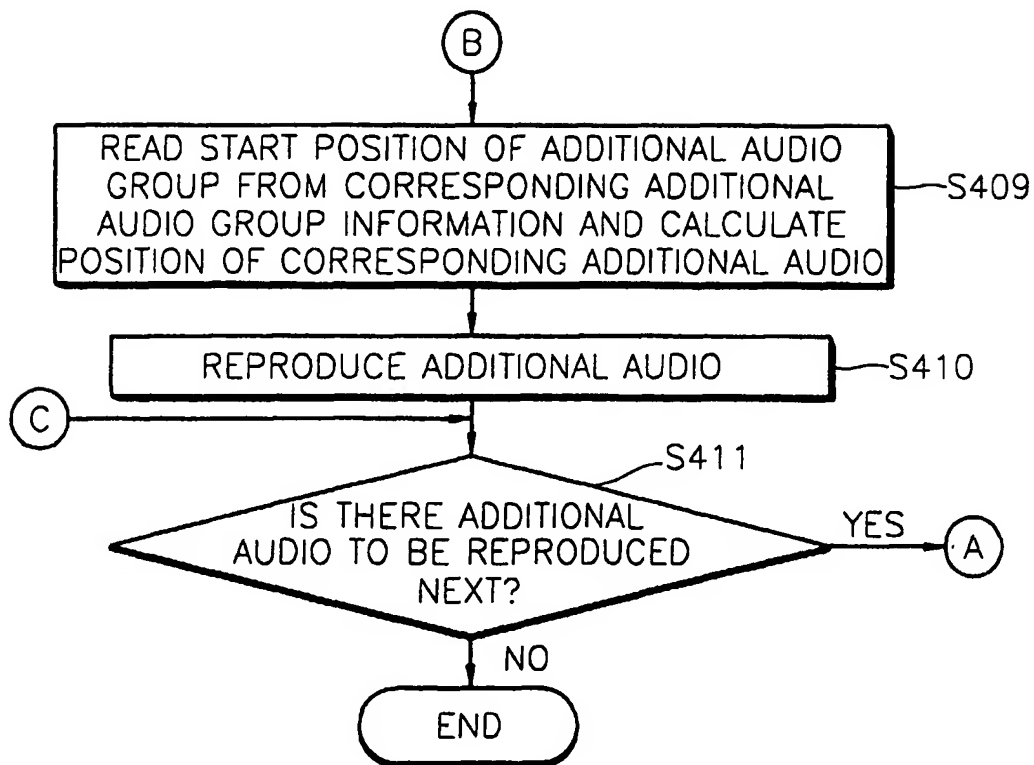 B
READ START POSITION OF ADDITIONAL AUDIO
GROUP FROM CORRESPONDING ADDITIONAL
AUDIO GROUP INFORMATION AND CALCULATE
POSITION OF CORRESPONDING ADDITIONAL AUDIO
S409
REPRODUCE ADDITIONAL AUDIO
S410
C
S411
IS THERE ADDITIONAL
AUDIO TO BE REPRODUCED
NEXT?
YES
A
NO
END